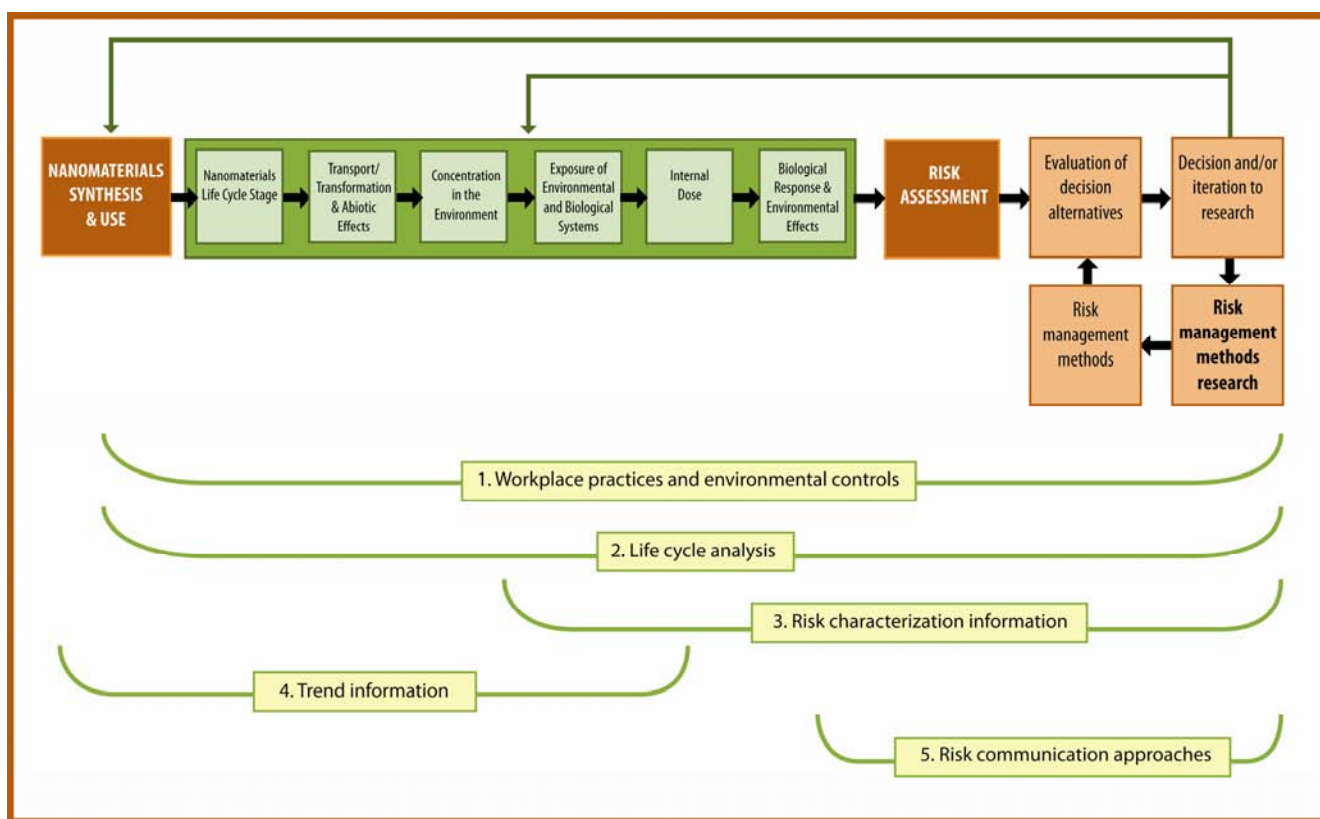 NANOMATERIALS
SYNTHESIS
& USE
Nanomaterials
Life Cycle Stage
Transport/
Transformation
& Abiotic
Effects
Concentration
in the
Environment
Exposure of
Environmental
and Biological
Systems
Internal
Dose
Biological
Response &
Environmental
Effects
RISK
ASSESSMENT
Evaluation of
decision
alternatives
Decision and/or
iteration to
research
Risk
management
methods
Risk
management
methods
research
1. Workplace practices and environmental controls
2. Life cycle analysis
3. Risk characterization information
4. Trend information
5. Risk communication approaches